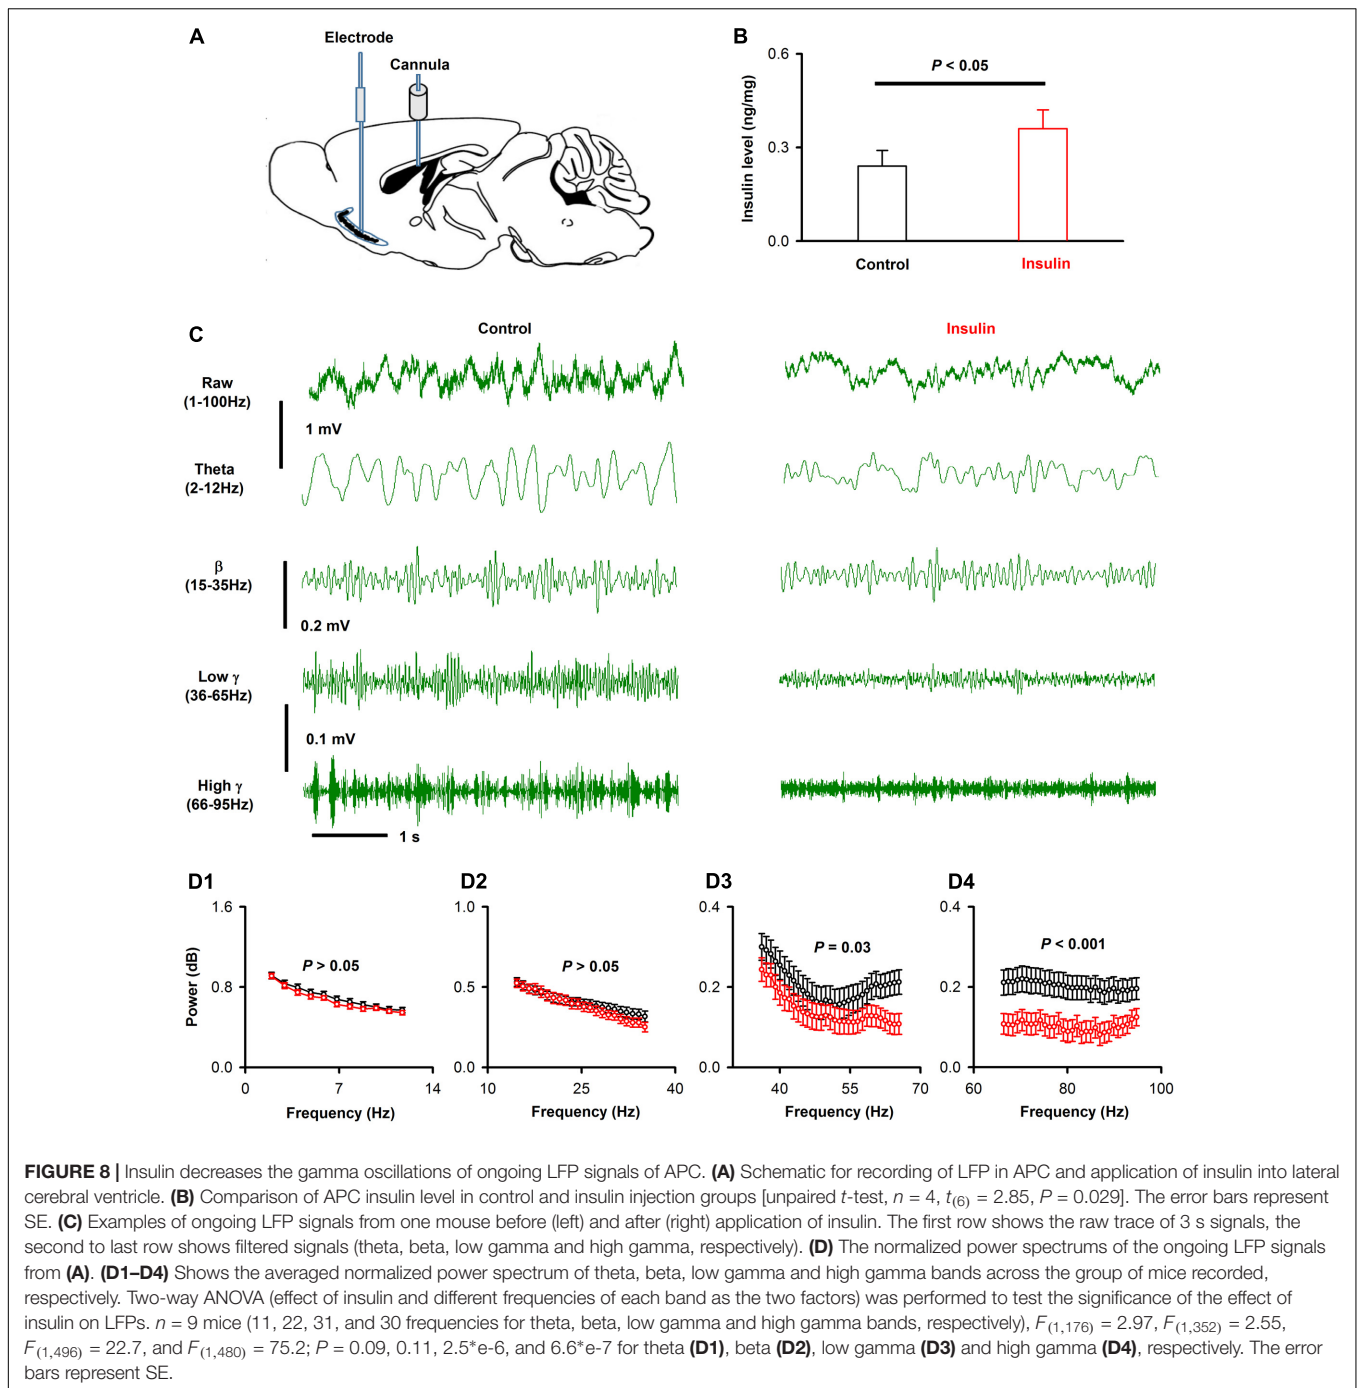 A
Electrode
Cannula
B
Insulin level (ng/mg)
0.6
0.3
0.0
P < 0.05
Control
Insulin
C
Control
Insulin
Raw
(1-100Hz)
1 mV
Theta
(2-12Hz)
β
(15-35Hz)
0.2 mV
Low γ
(36-65Hz)
0.1 mV
High γ
(66-95Hz)
1 s
D1
Power (dB)
1.6
0.8
0.0
P > 0.05
0
7
14
Frequency (Hz)
D2
1.0
0.5
0.0
P > 0.05
10
25
40
Frequency (Hz)
D3
0.4
0.2
0.0
P = 0.03
40
55
70
Frequency (Hz)
D4
0.4
0.2
0.0
P < 0.001
60
80
100
Frequency (Hz)
FIGURE 8 | Insulin decreases the gamma oscillations of ongoing LFP signals of APC. (A) Schematic for recording of LFP in APC and application of insulin into lateral
cerebral ventricle. (B) Comparison of APC insulin level in control and insulin injection groups [unpaired t-test, n = 4, t(6) = 2.85, P = 0.029]. The error bars represent
SE. (C) Examples of ongoing LFP signals from one mouse before (left) and after (right) application of insulin. The first row shows the raw trace of 3 s signals, the
second to last row shows filtered signals (theta, beta, low gamma and high gamma, respectively). (D) The normalized power spectrums of the ongoing LFP signals
from (A). (D1–D4) Shows the averaged normalized power spectrum of theta, beta, low gamma and high gamma bands across the group of mice recorded,
respectively. Two-way ANOVA (effect of insulin and different frequencies of each band as the two factors) was performed to test the significance of the effect of
insulin on LFPs. n = 9 mice (11, 22, 31, and 30 frequencies for theta, beta, low gamma and high gamma bands, respectively), F(1,176) = 2.97, F(1,352) = 2.55,
F(1,496) = 22.7, and F(1,480) = 75.2; P = 0.09, 0.11, 2.5*e-6, and 6.6*e-7 for theta (D1), beta (D2), low gamma (D3) and high gamma (D4), respectively. The error
bars represent SE.